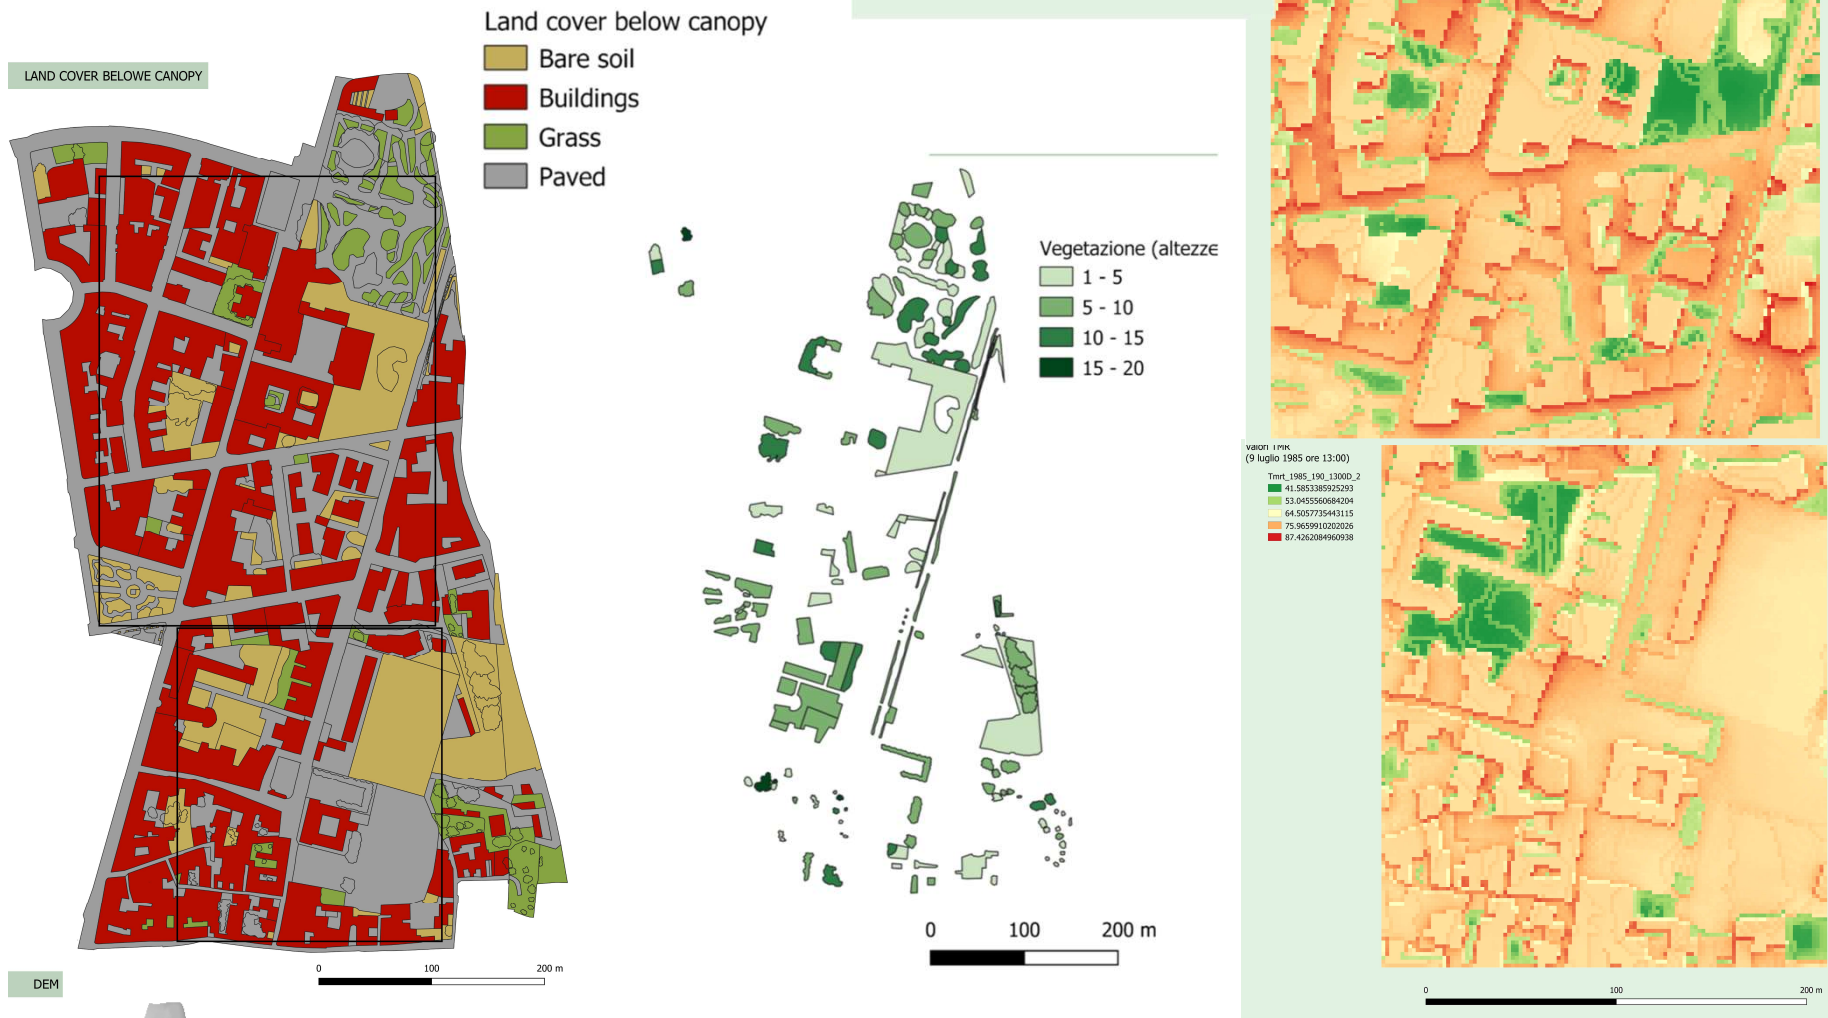 LAND COVER BELOWE CANOPY
Land cover below canopy
Bare soil
Buildings
Grass
Paved
0 100 200 m
DEM
Vegetazione (altezze
1 - 5
5 - 10
10 - 15
15 - 20
0 100 200 m
Valori TMR
(9 luglio 1985 ore 13:00)
Tmrt_1985_190_1300D_2
41.5853385925293
53.0455560684204
64.5057735443115
75.9659910202026
87.4262084960938
0 100 200 m